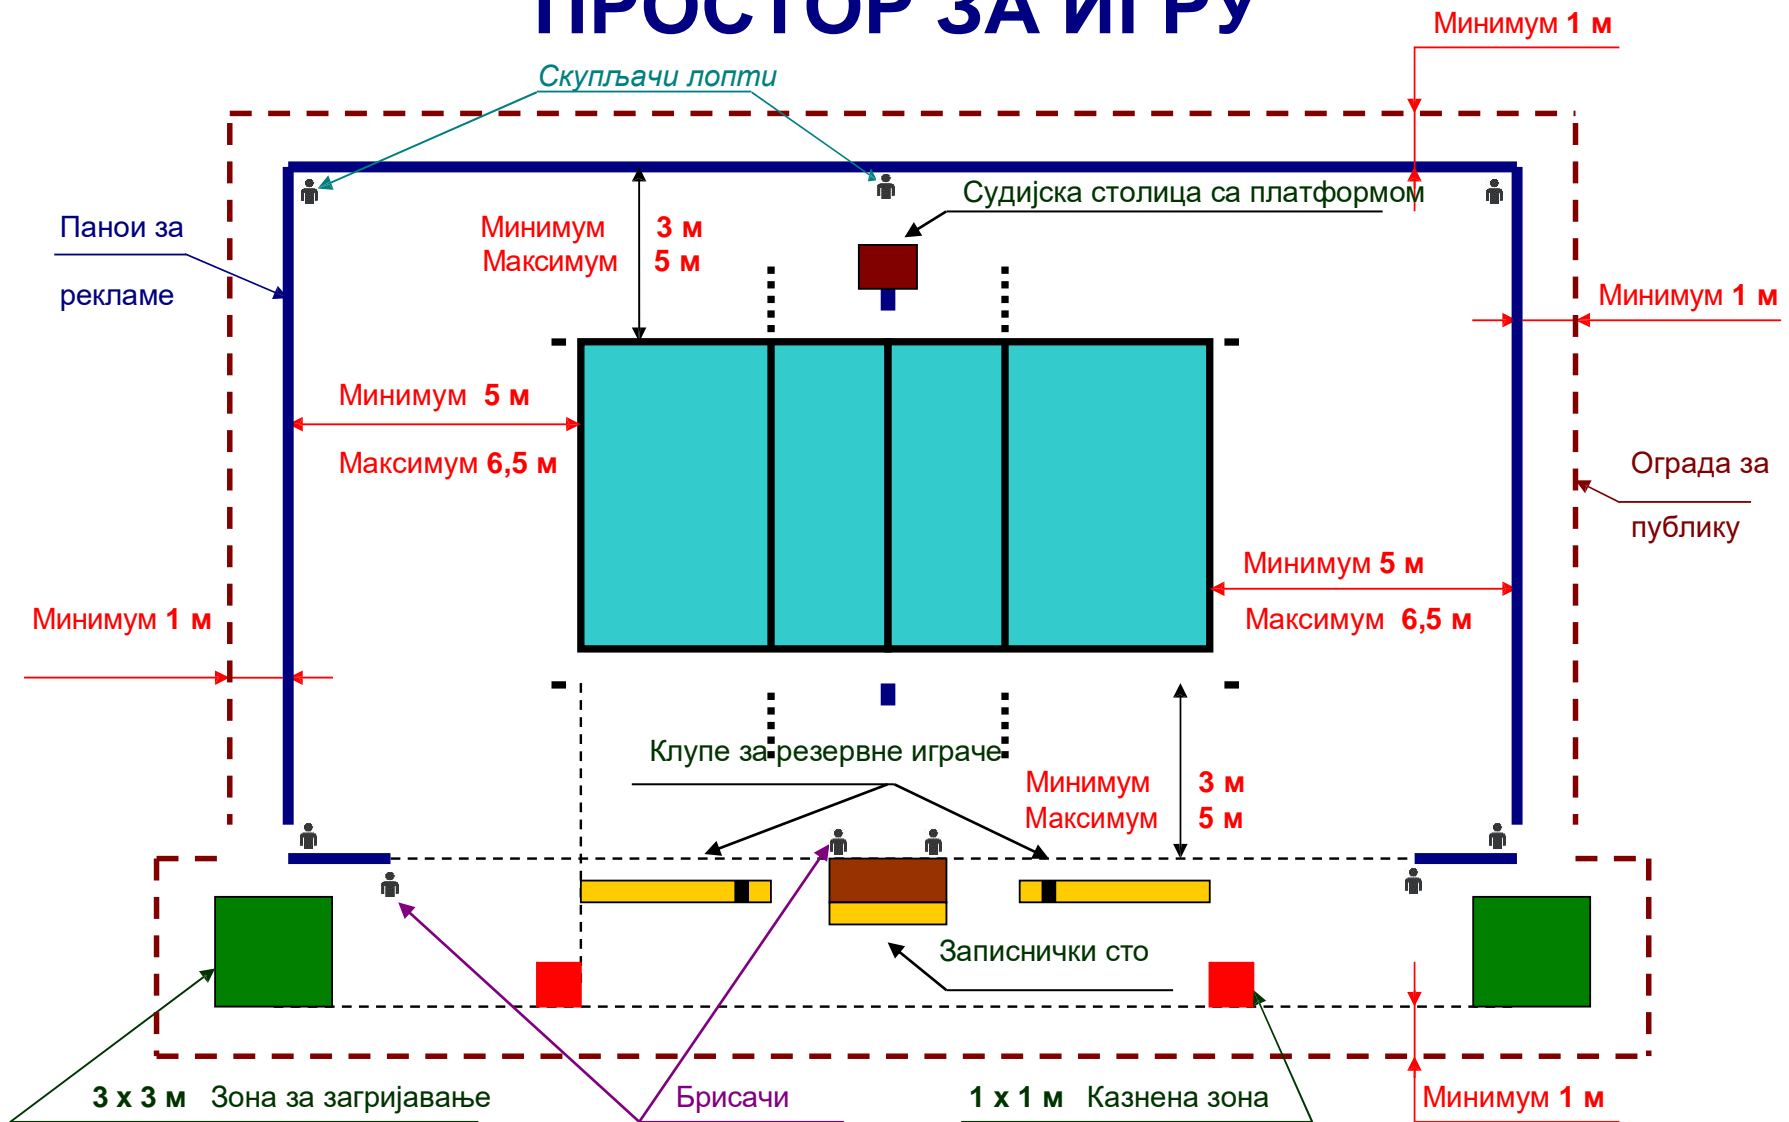 ПРОСТОР ЗА ИГРУ
Минимум 1 м
Скупљачи лопти
Судијска столица са платформом
Панои за
рекламе
Минимум 3 м
Максимум 5 м
Минимум 1 м
Минимум 5 м
Максимум 6,5 м
Ограда за
публику
Минимум 5 м
Максимум 6,5 м
Минимум 1 м
Клупе за резервне играче
Минимум 3 м
Максимум 5 м
Записнички сто
3 x 3 м Зона за загријавање
Брисачи
1 x 1 м Казнена зона
Минимум 1 м